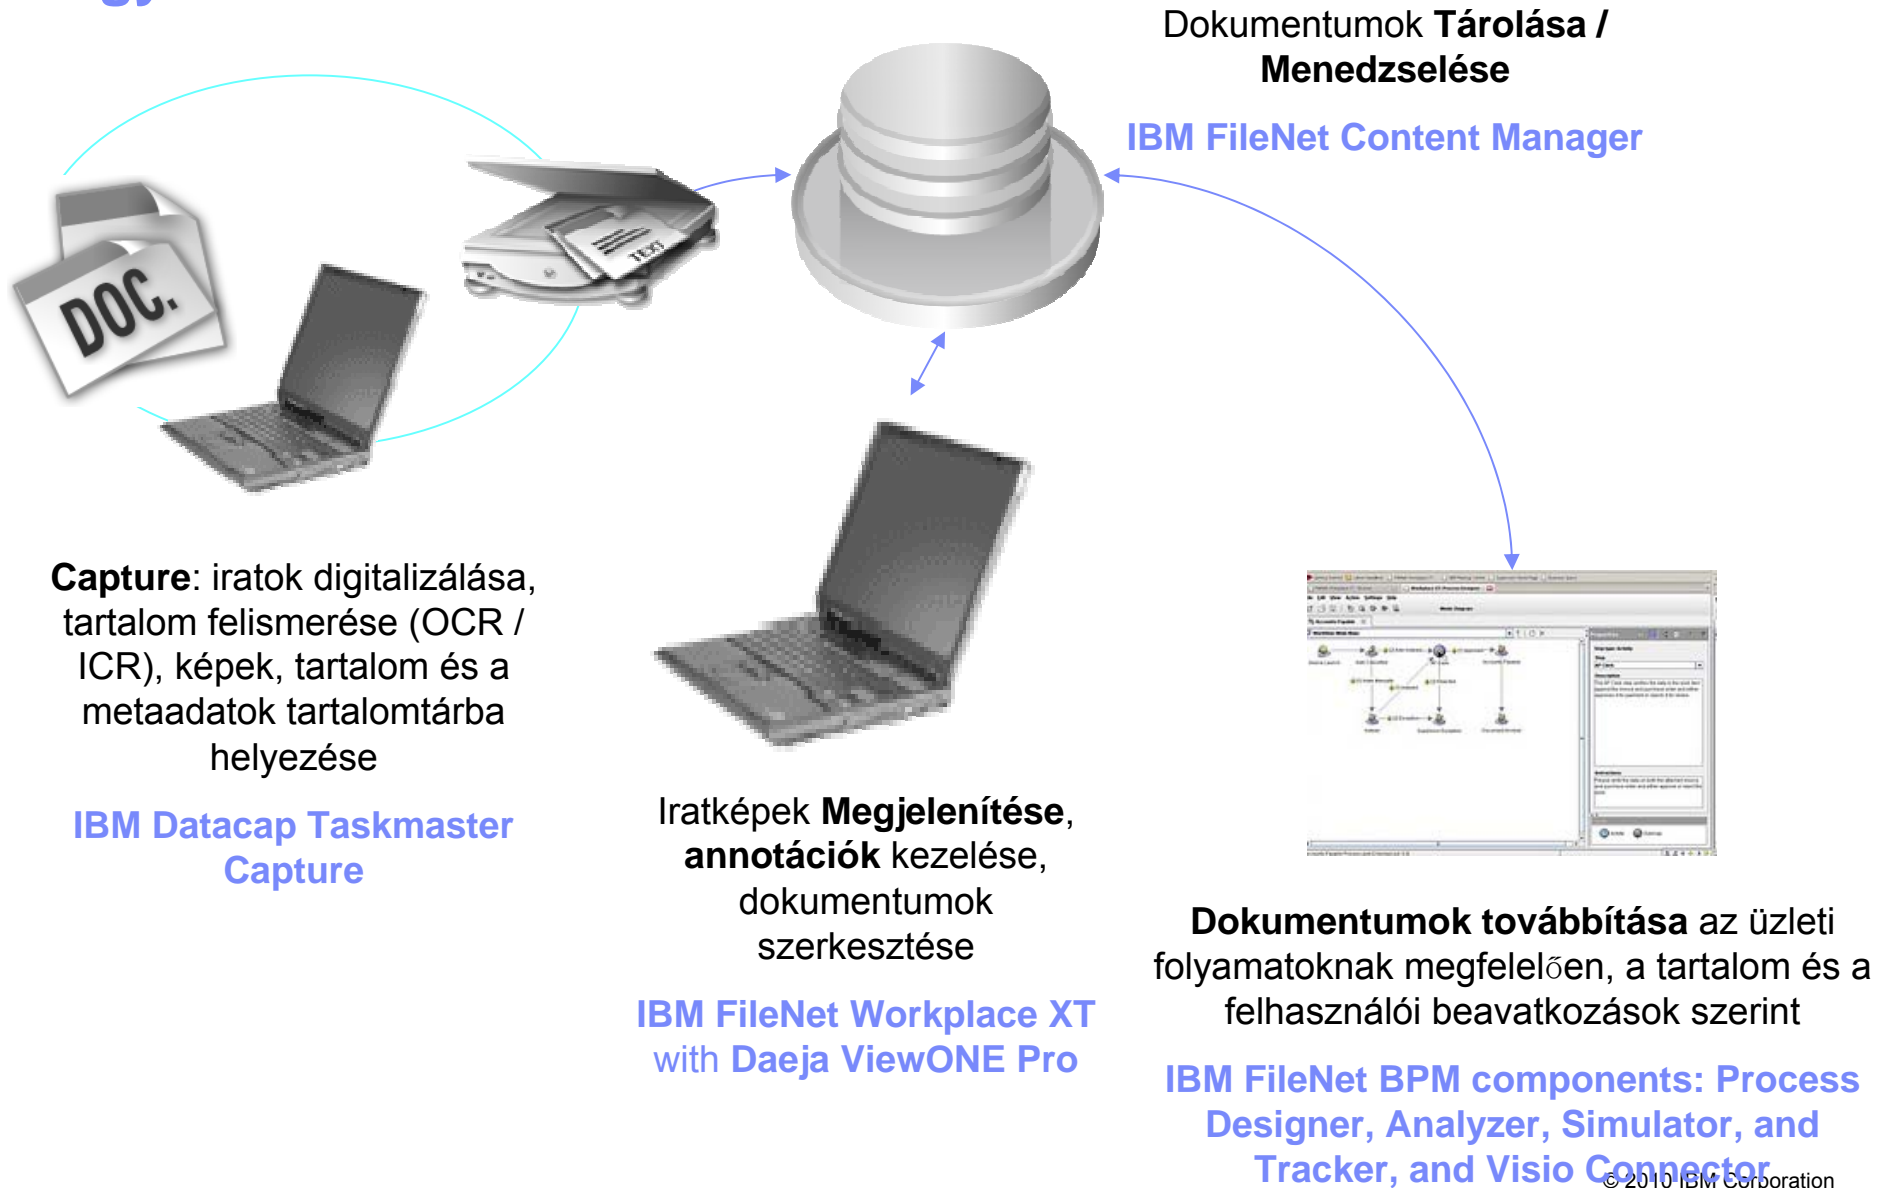 Dokumentumok Tárolása /
Menedzselése
IBM FileNet Content Manager
DOC.
TEXT
Capture: iratok digitalizálása,
tartalom felismerése (OCR /
ICR), képek, tartalom és a
metaadatok tartalomtárba
helyezése
IBM Datacap Taskmaster
Capture
Iratképek Megjelenítése,
annotációk kezelése,
dokumentumok
szerkesztése
IBM FileNet Workplace XT
with Daeja ViewONE Pro
Dokumentumok továbbítása az üzleti
folyamatoknak megfelelően, a tartalom és a
felhasználói beavatkozások szerint
IBM FileNet BPM components: Process
Designer, Analyzer, Simulator, and
Tracker, and Visio Connector
© 2010 IBM Corporation